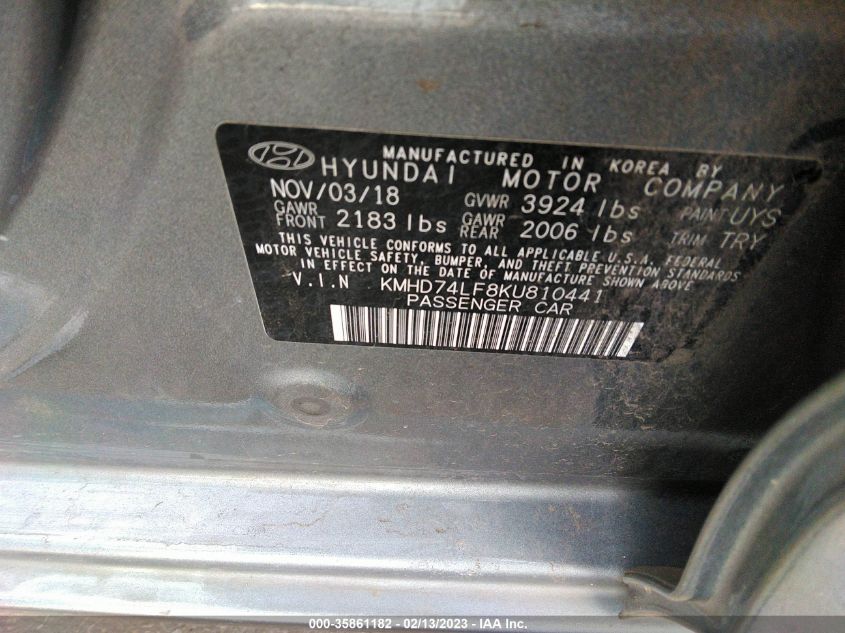 MANUFACTURED IN KOREA BY
HYUNDAI MOTOR COMPANY
NOV/03/18 GVWR 3924 lbs PAINT UYS
GAWR FRONT 2183 lbs GAWR REAR 2006 lbs TRIM TRY
THIS VEHICLE CONFORMS TO ALL APPLICABLE U.S.A. FEDERAL
MOTOR VEHICLE SAFETY, BUMPER, AND THEFT PREVENTION STANDARDS
IN EFFECT ON THE DATE OF MANUFACTURE SHOWN ABOVE
V.I.N KMHD74LF8KU810441
PASSENGER CAR
000-35861182 - 02/13/2023 - IAA Inc.